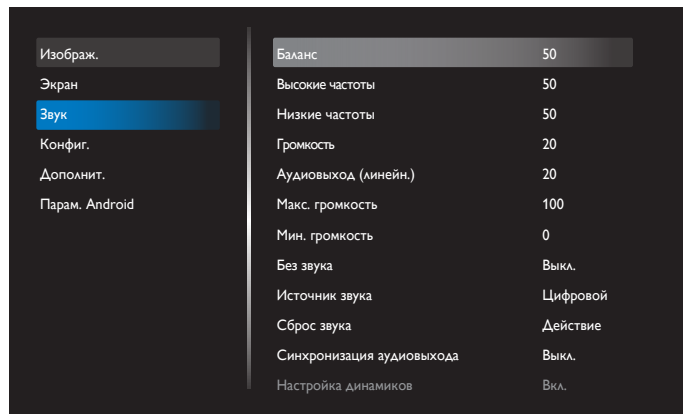 Изображ.
Экран
Звук
Конфиг.
Дополнит.
Парам. Android
Баланс 50
Высокие частоты 50
Низкие частоты 50
Громкость 20
Аудиовыход (линейн.) 20
Макс. громкость 100
Мин. громкость 0
Без звука Выкл.
Источник звука Цифровой
Сброс звука Действие
Синхронизация аудиовыхода Выкл.
Настройка динамиков Вкл.